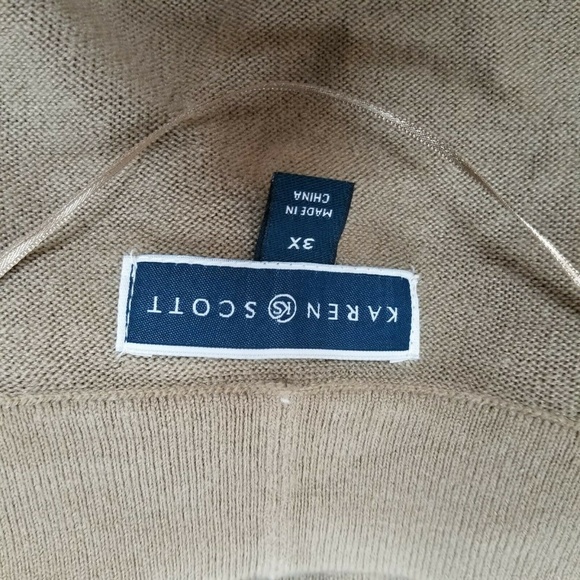 KAREN KS SCOTT
3X
MADE IN
CHINA